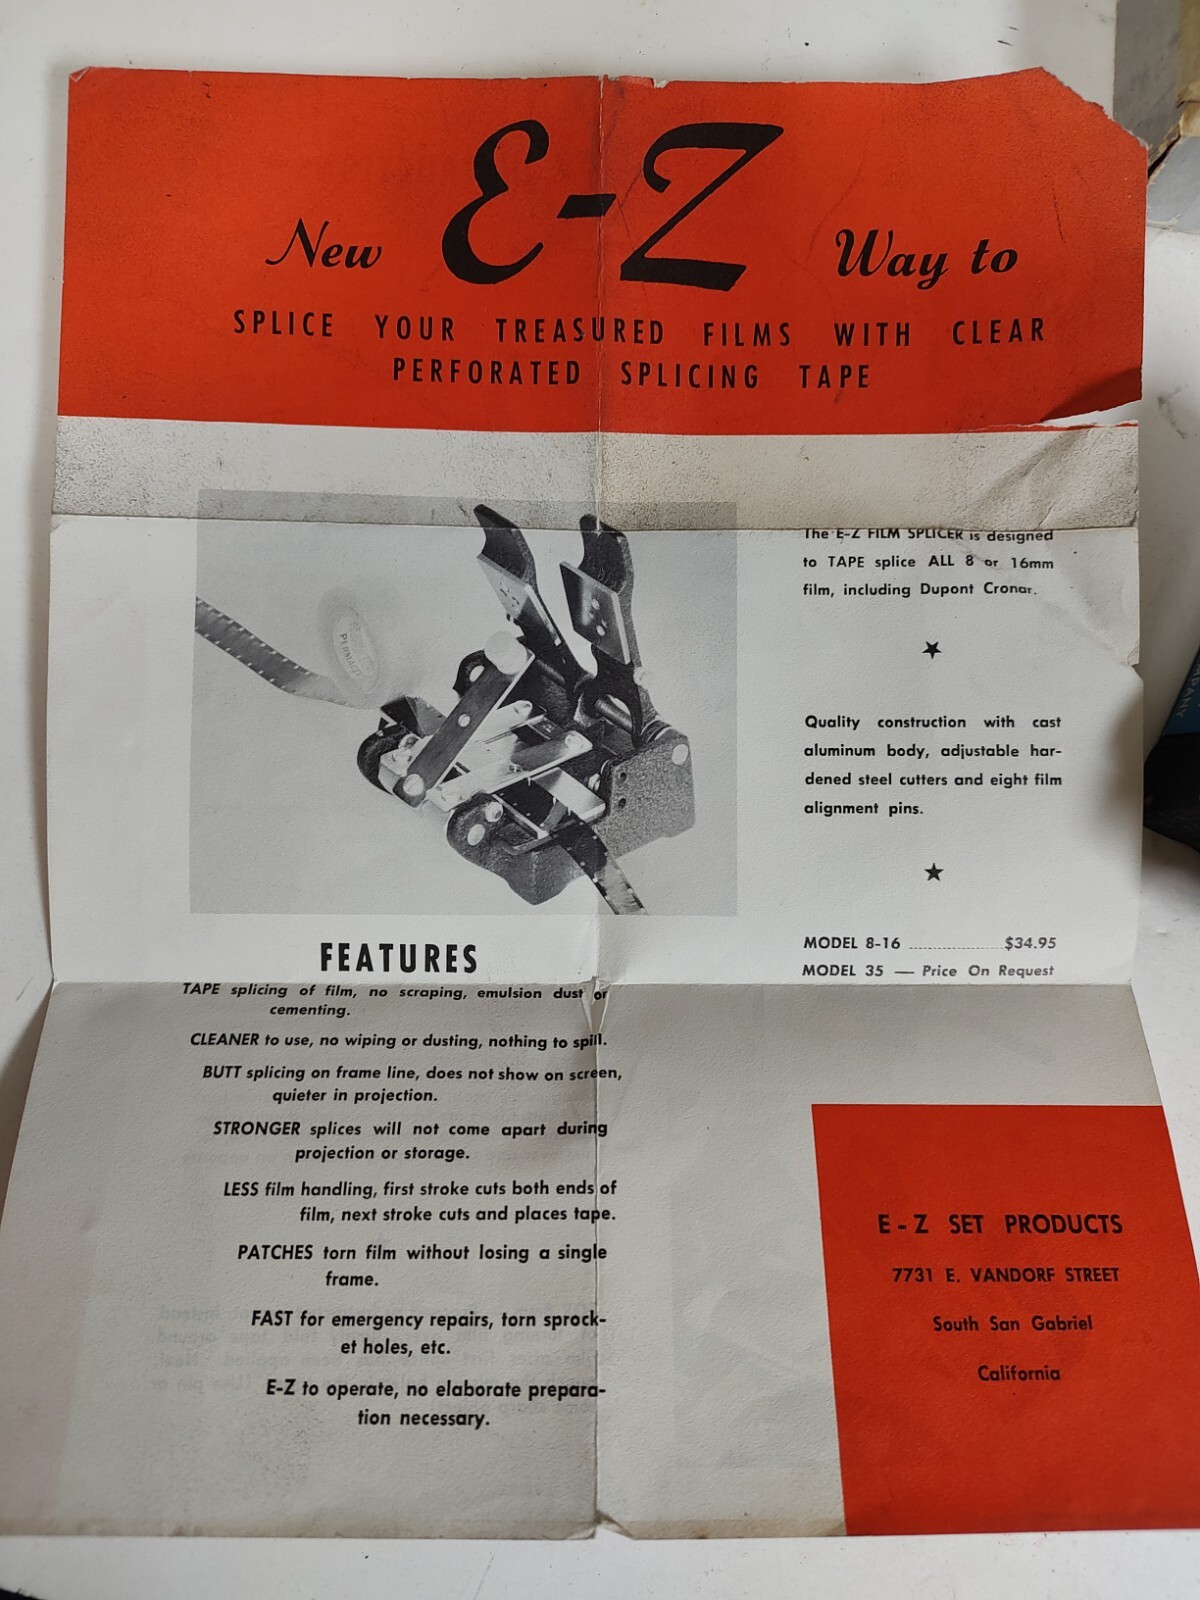 New E-Z Way to
SPLICE YOUR TREASURED FILMS WITH CLEAR
PERFORATED SPLICING TAPE
The E-Z FILM SPLICER is designed
to TAPE splice ALL 8 or 16mm
film, including Dupont Cronar.
Quality construction with cast
aluminum body, adjustable har-
dened steel cutters and eight film
alignment pins.
MODEL 8-16 ................ $34.95
MODEL 35 — Price On Request
FEATURES
TAPE splicing of film, no scraping, emulsion dust or
cementing.
CLEANER to use, no wiping or dusting, nothing to spill.
BUTT splicing on frame line, does not show on screen,
quieter in projection.
STRONGER splices will not come apart during
projection or storage.
LESS film handling, first stroke cuts both ends of
film, next stroke cuts and places tape.
PATCHES torn film without losing a single
frame.
FAST for emergency repairs, torn sprock-
et holes, etc.
E-Z to operate, no elaborate prepara-
tion necessary.
E-Z SET PRODUCTS
7731 E. VANDORF STREET
South San Gabriel
California